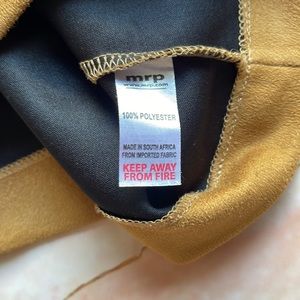 mrp
www.mrp.com
100% POLYESTER
MADE IN SOUTH AFRICA
FROM IMPORTED FABRIC
KEEP AWAY
FROM FIRE